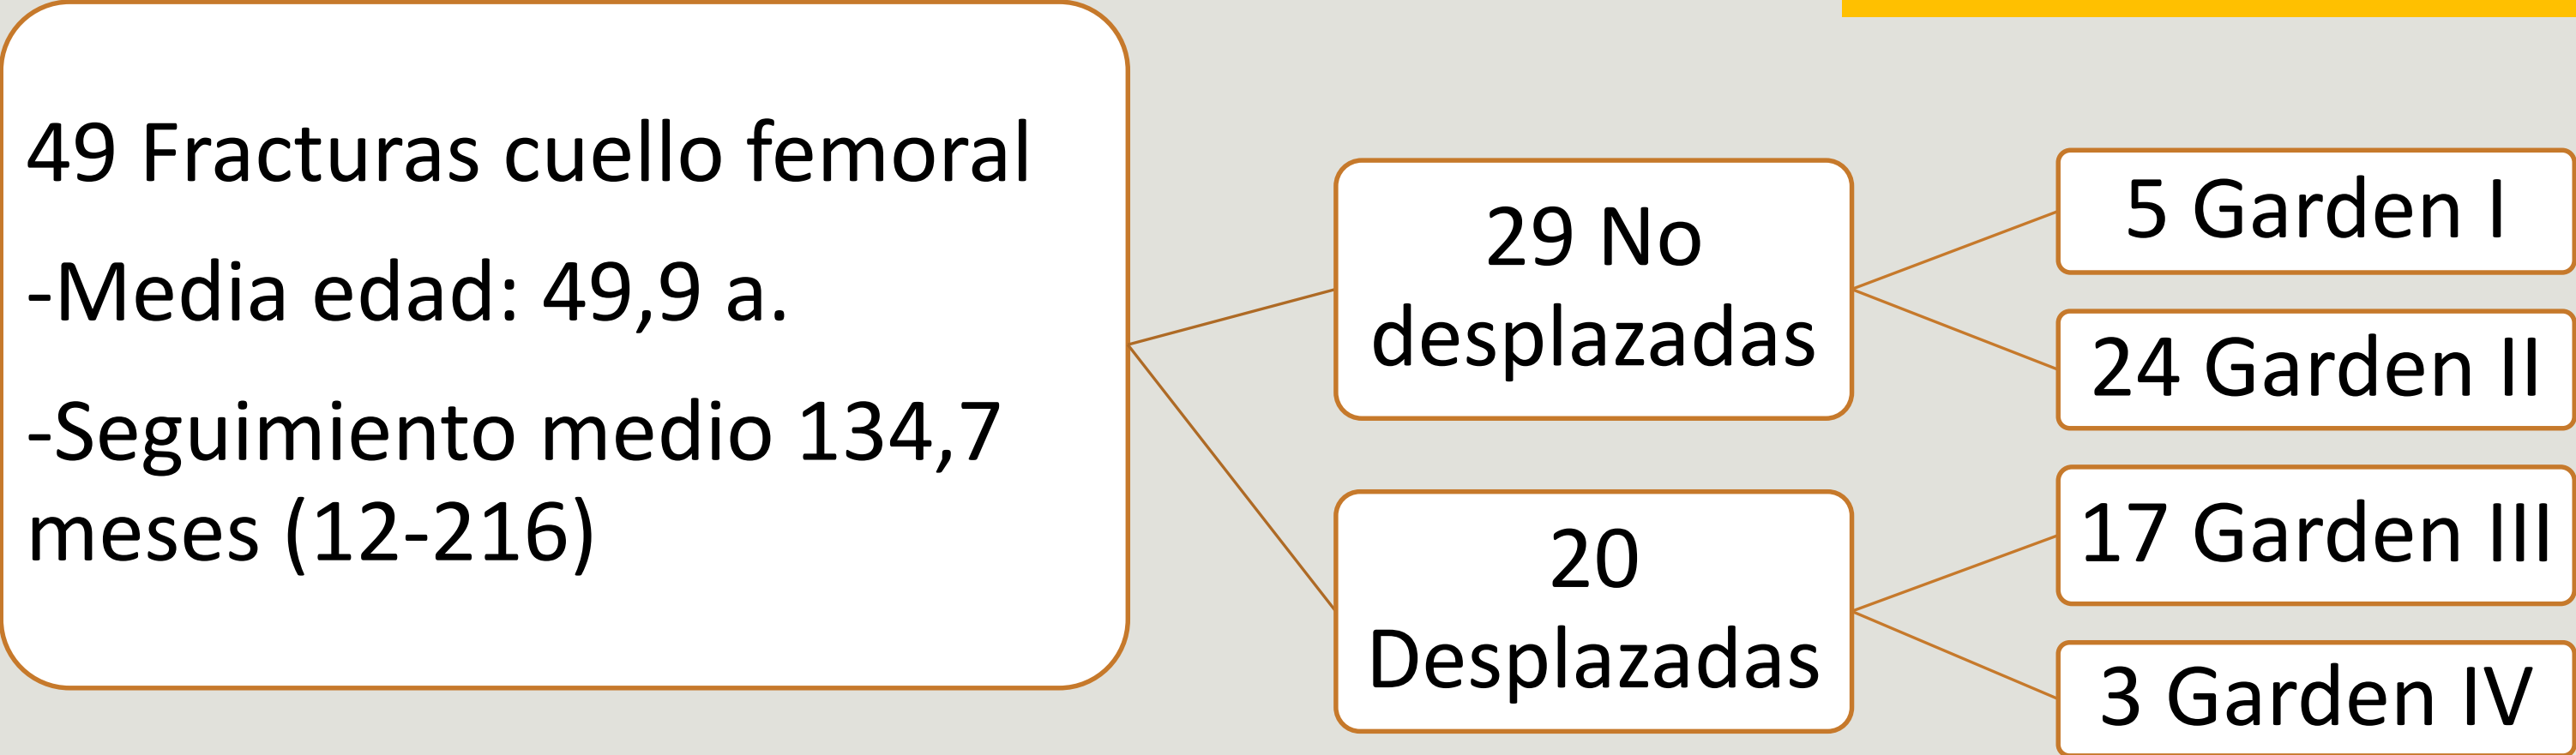 49 Fracturas cuello femoral
-Media edad: 49,9 a.
-Seguimiento medio 134,7
meses (12-216)
29 No
desplazadas
20
Desplazadas
5 Garden I
24 Garden II
17 Garden III
3 Garden IV